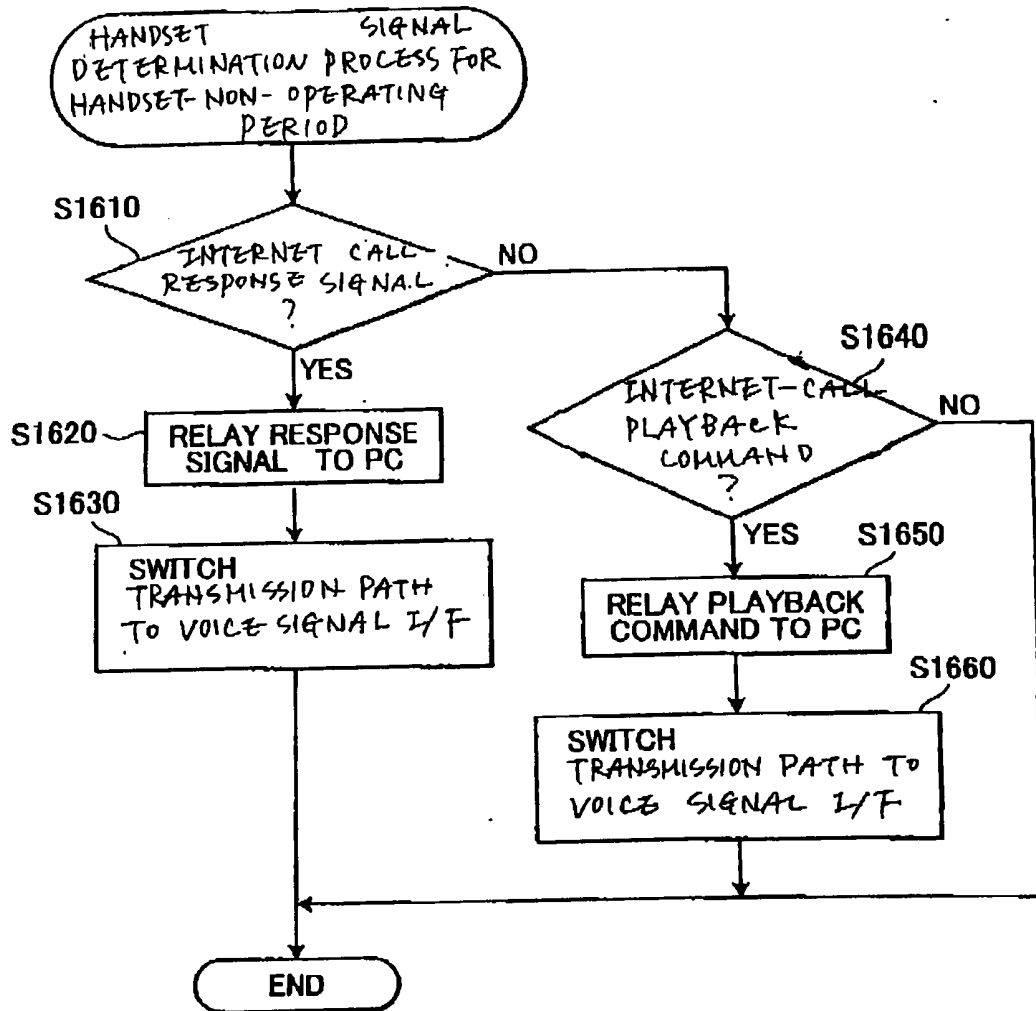 HANDSET SIGNAL
DETERMINATION PROCESS FOR
HANDSET-NON-OPERATING
PERIOD
S1610
INTERNET CALL-
RESPONSE SIGNAL
?
NO
YES
S1620
RELAY RESPONSE
SIGNAL TO PC
S1630
SWITCH
TRANSMISSION PATH
TO VOICE SIGNAL I/F
S1640
INTERNET-CALL-
PLAYBACK
COMMAND
?
NO
YES
S1650
RELAY PLAYBACK
COMMAND TO PC
S1660
SWITCH
TRANSMISSION PATH TO
VOICE SIGNAL I/F
END